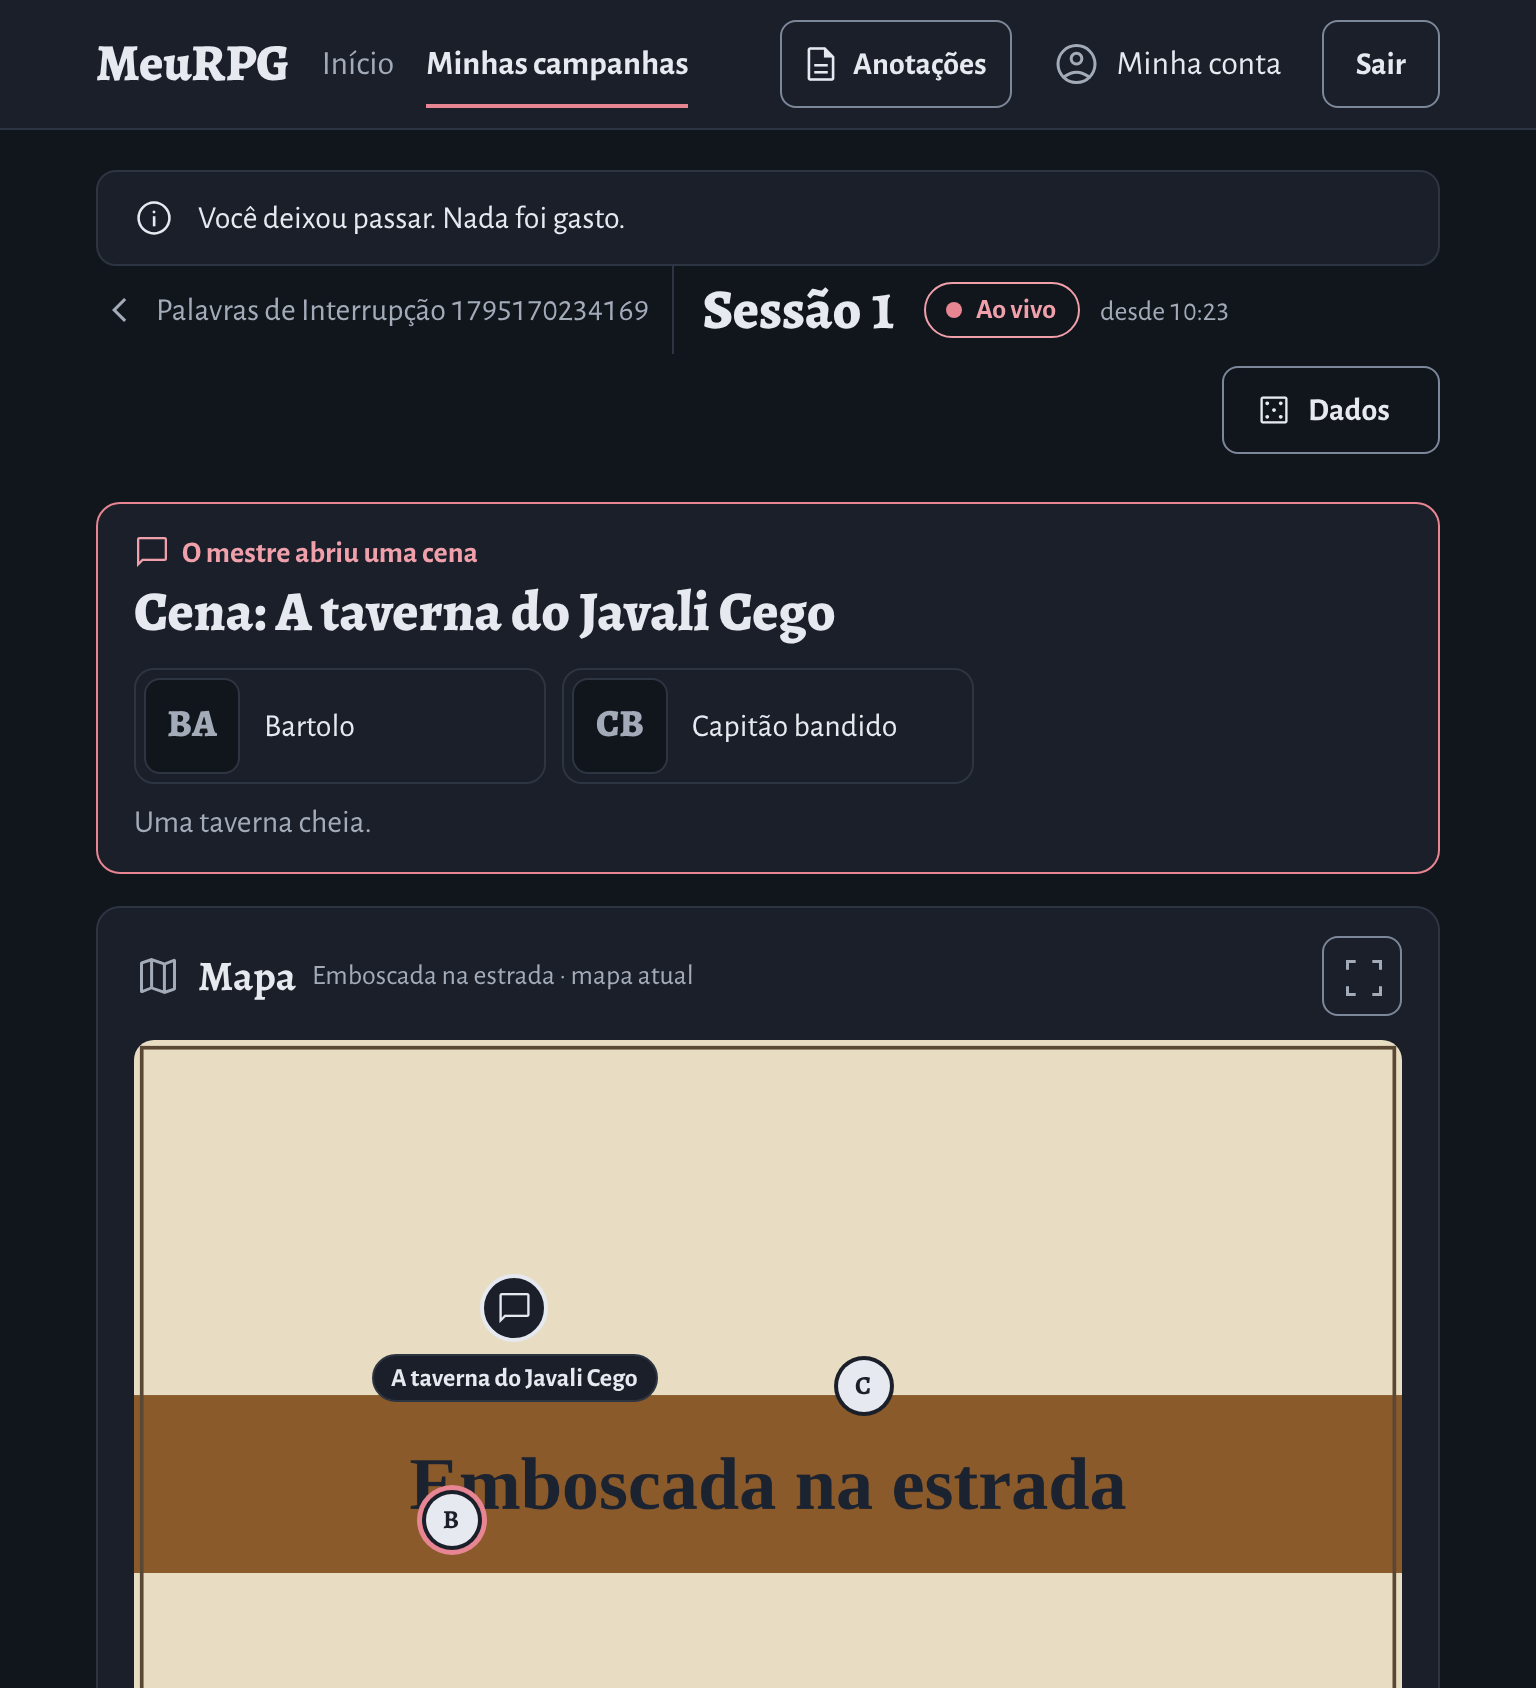 MeuRPG Início Minhas campanhas Anotações Minha conta Sair
Você deixou passar. Nada foi gasto.
Palavras de Interrupção 1795170234169 Sessão 1 Ao vivo desde 10:23
Dados
O mestre abriu uma cena
Cena: A taverna do Javali Cego
BA Bartolo CB Capitão bandido
Uma taverna cheia.
Mapa Emboscada na estrada · mapa atual
A taverna do Javali Cego
C
Emboscada na estrada
B